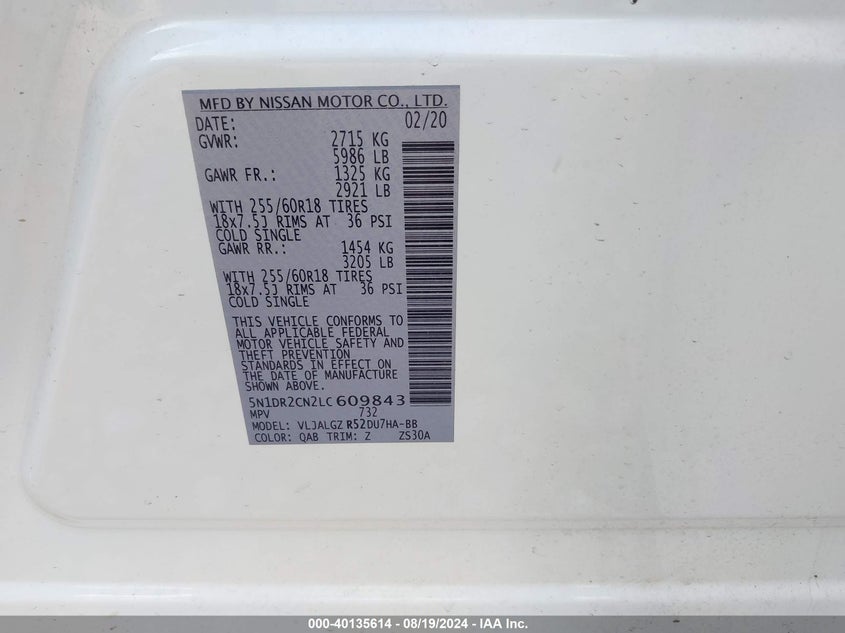 MFD BY NISSAN MOTOR CO., LTD.
DATE: 02/20
GVWR: 2715 KG
5986 LB
GAWR FR.: 1325 KG
2921 LB
WITH 255/60R18 TIRES
18x7.5J RIMS AT 36 PSI
COLD SINGLE
GAWR RR.: 1454 KG
3205 LB
WITH 255/60R18 TIRES
18x7.5J RIMS AT 36 PSI
COLD SINGLE
THIS VEHICLE CONFORMS TO
ALL APPLICABLE FEDERAL
MOTOR VEHICLE SAFETY AND
THEFT PREVENTION
STANDARDS IN EFFECT ON
THE DATE OF MANUFACTURE
SHOWN ABOVE.
5N1DR2CN2LC609843
MPV 732
MODEL: VLJALGZ R52DU7HA-BB
COLOR: QAB TRIM: Z ZS30A
000-40135614 - 08/19/2024 - IAA Inc.